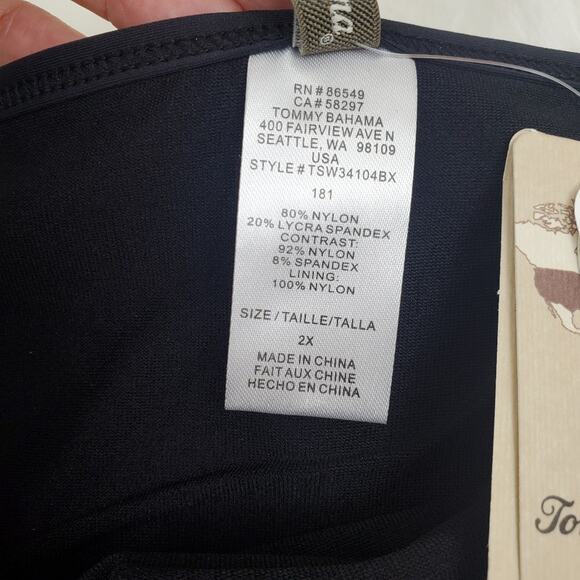 RN # 86549
CA # 58297
TOMMY BAHAMA
400 FAIRVIEW AVE N
SEATTLE, WA 98109
USA
STYLE # TSW34104BX
181
80% NYLON
20% LYCRA SPANDEX
CONTRAST:
92% NYLON
8% SPANDEX
LINING:
100% NYLON
SIZE / TAILLE / TALLA
2X
MADE IN CHINA
FAIT AUX CHINE
HECHO EN CHINA